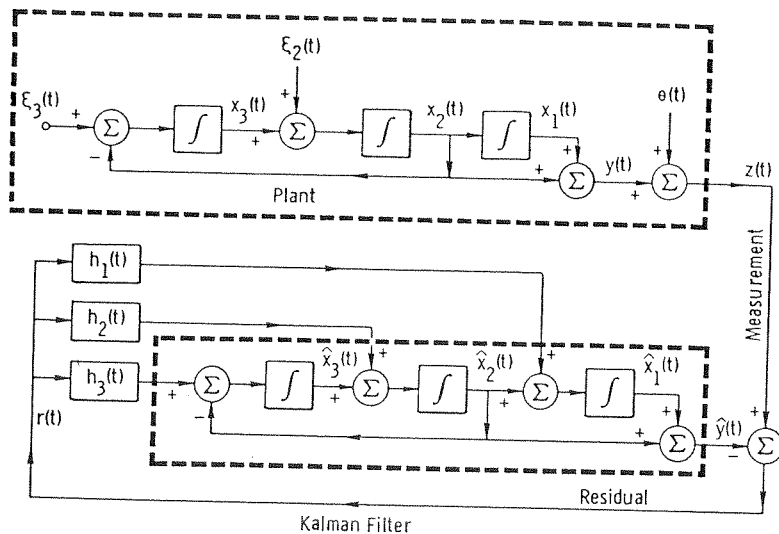 ξ₂(t)
ξ₃(t)
x₃(t)
x₂(t)
x₁(t)
θ(t)
+
+
+
+
+
+
+
+
−
Σ
∫
Σ
∫
∫
Σ
Σ
y(t)
z(t)
Plant
Measurement
h₁(t)
h₂(t)
h₃(t)
r(t)
x̂₃(t)
x̂₂(t)
x̂₁(t)
+
+
+
+
+
+
+
+
−
−
Σ
∫
Σ
∫
Σ
∫
Σ
Σ
ŷ(t)
Residual
Kalman Filter